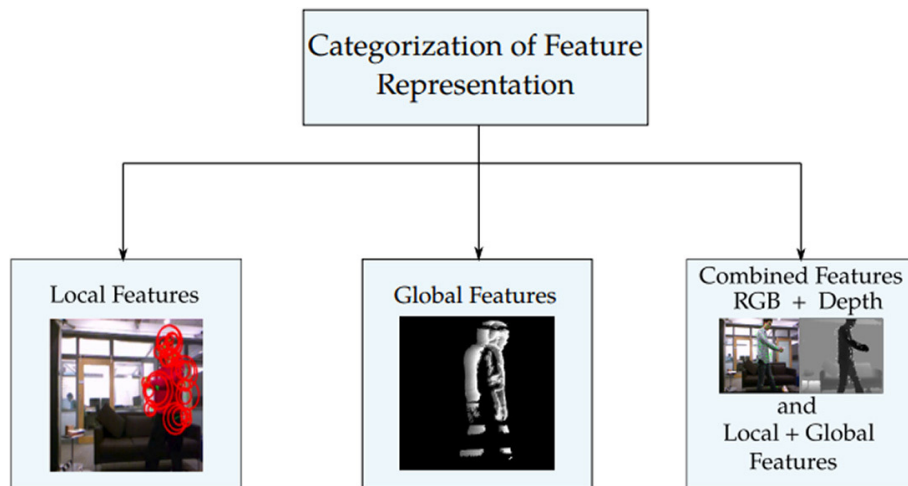 Categorization of Feature
Representation
Local Features
Global Features
Combined Features
RGB + Depth
and
Local + Global
Features